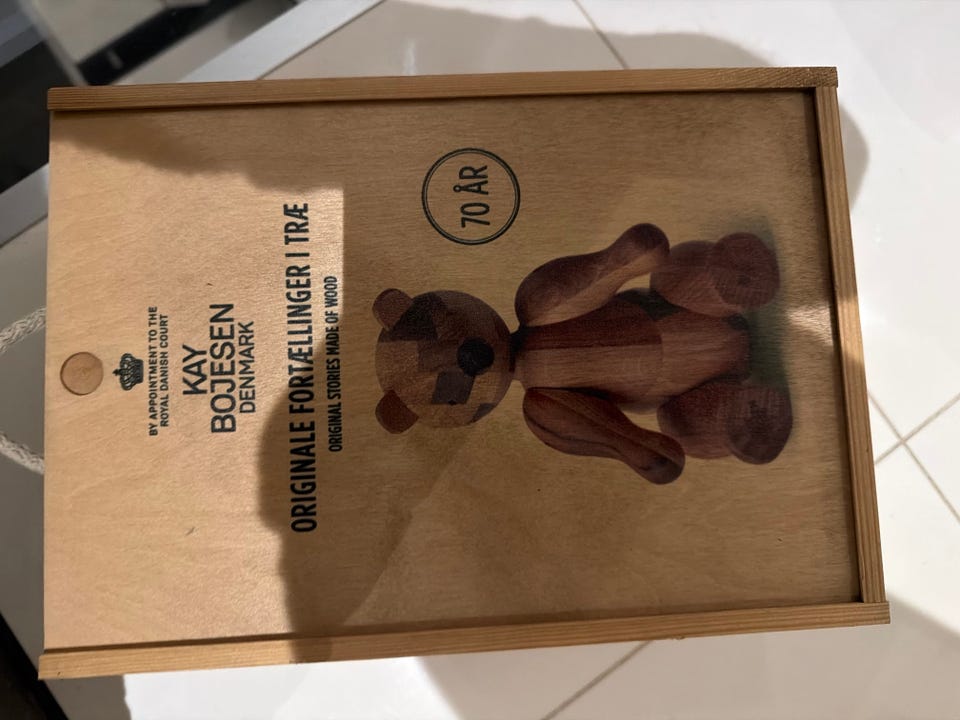 BY APPOINTMENT TO THE
ROYAL DANISH COURT
KAY
BOJESEN
DENMARK
ORIGINALE FORTÆLLINGER I TRÆ
ORIGINAL STORIES MADE OF WOOD
70 ÅR